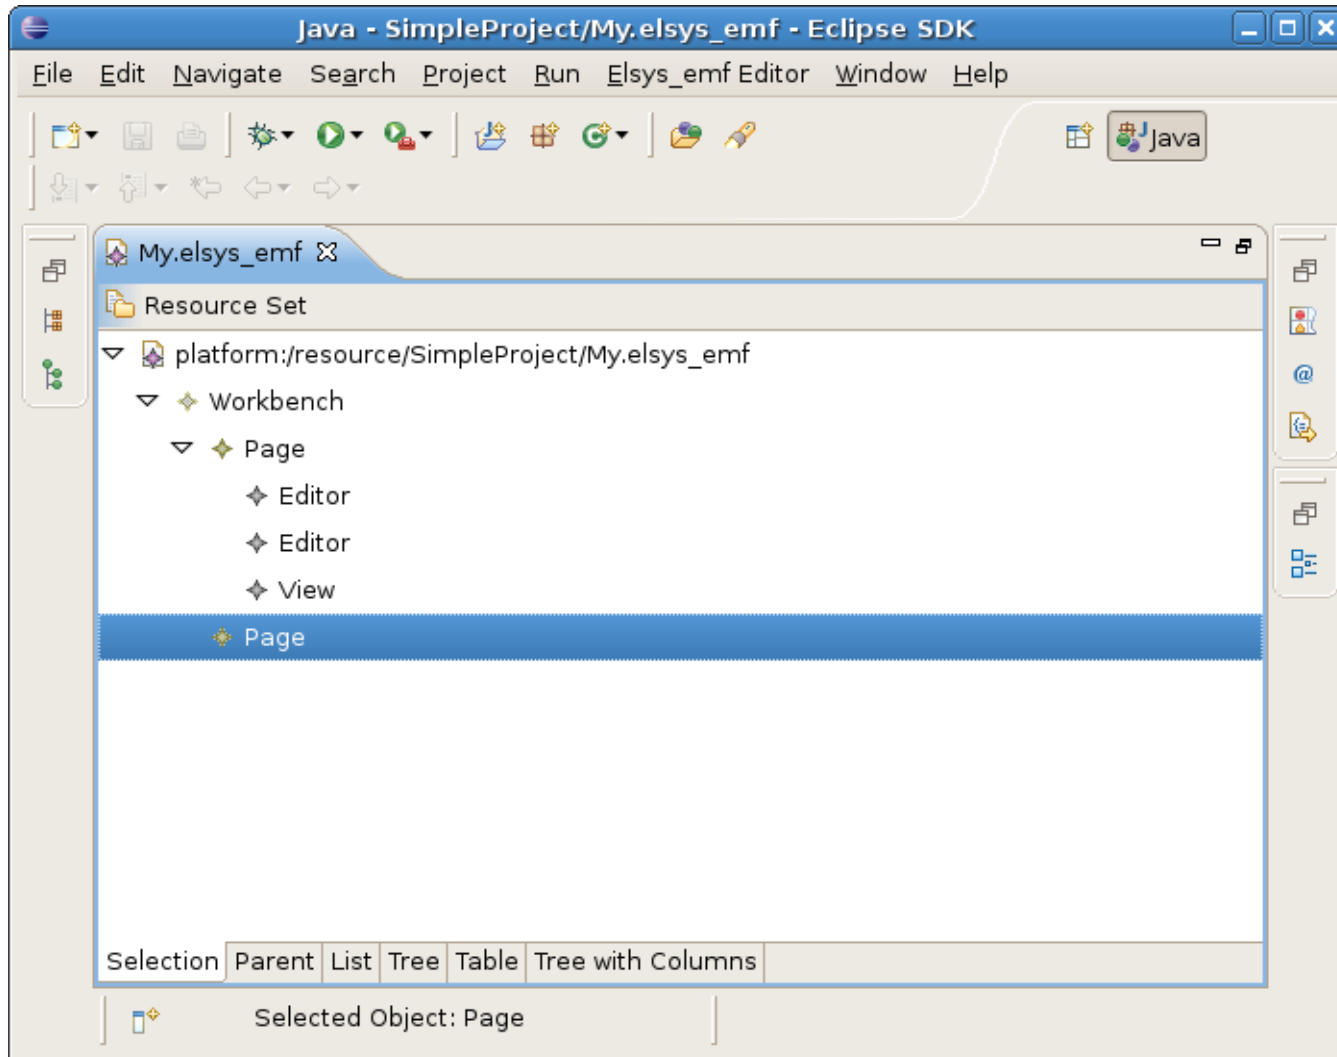 Java - SimpleProject/My.elsys_emf - Eclipse SDK
File Edit Navigate Search Project Run Elsys_emf Editor Window Help
Java
My.elsys_emf
Resource Set
platform:/resource/SimpleProject/My.elsys_emf
Workbench
Page
Editor
Editor
View
Page
Selection Parent List Tree Table Tree with Columns
Selected Object: Page